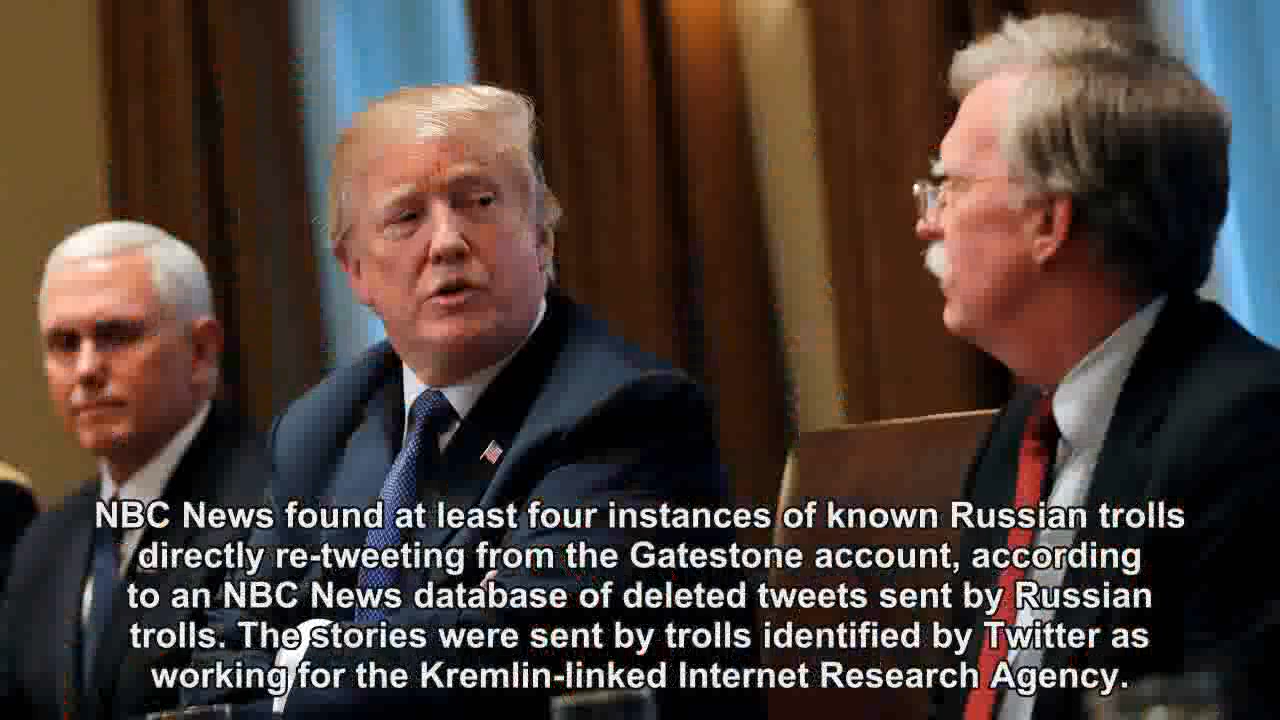 NBC News found at least four instances of known Russian trolls
directly re-tweeting from the Gatestone account, according
to an NBC News database of deleted tweets sent by Russian
trolls. The stories were sent by trolls identified by Twitter as
working for the Kremlin-linked Internet Research Agency.